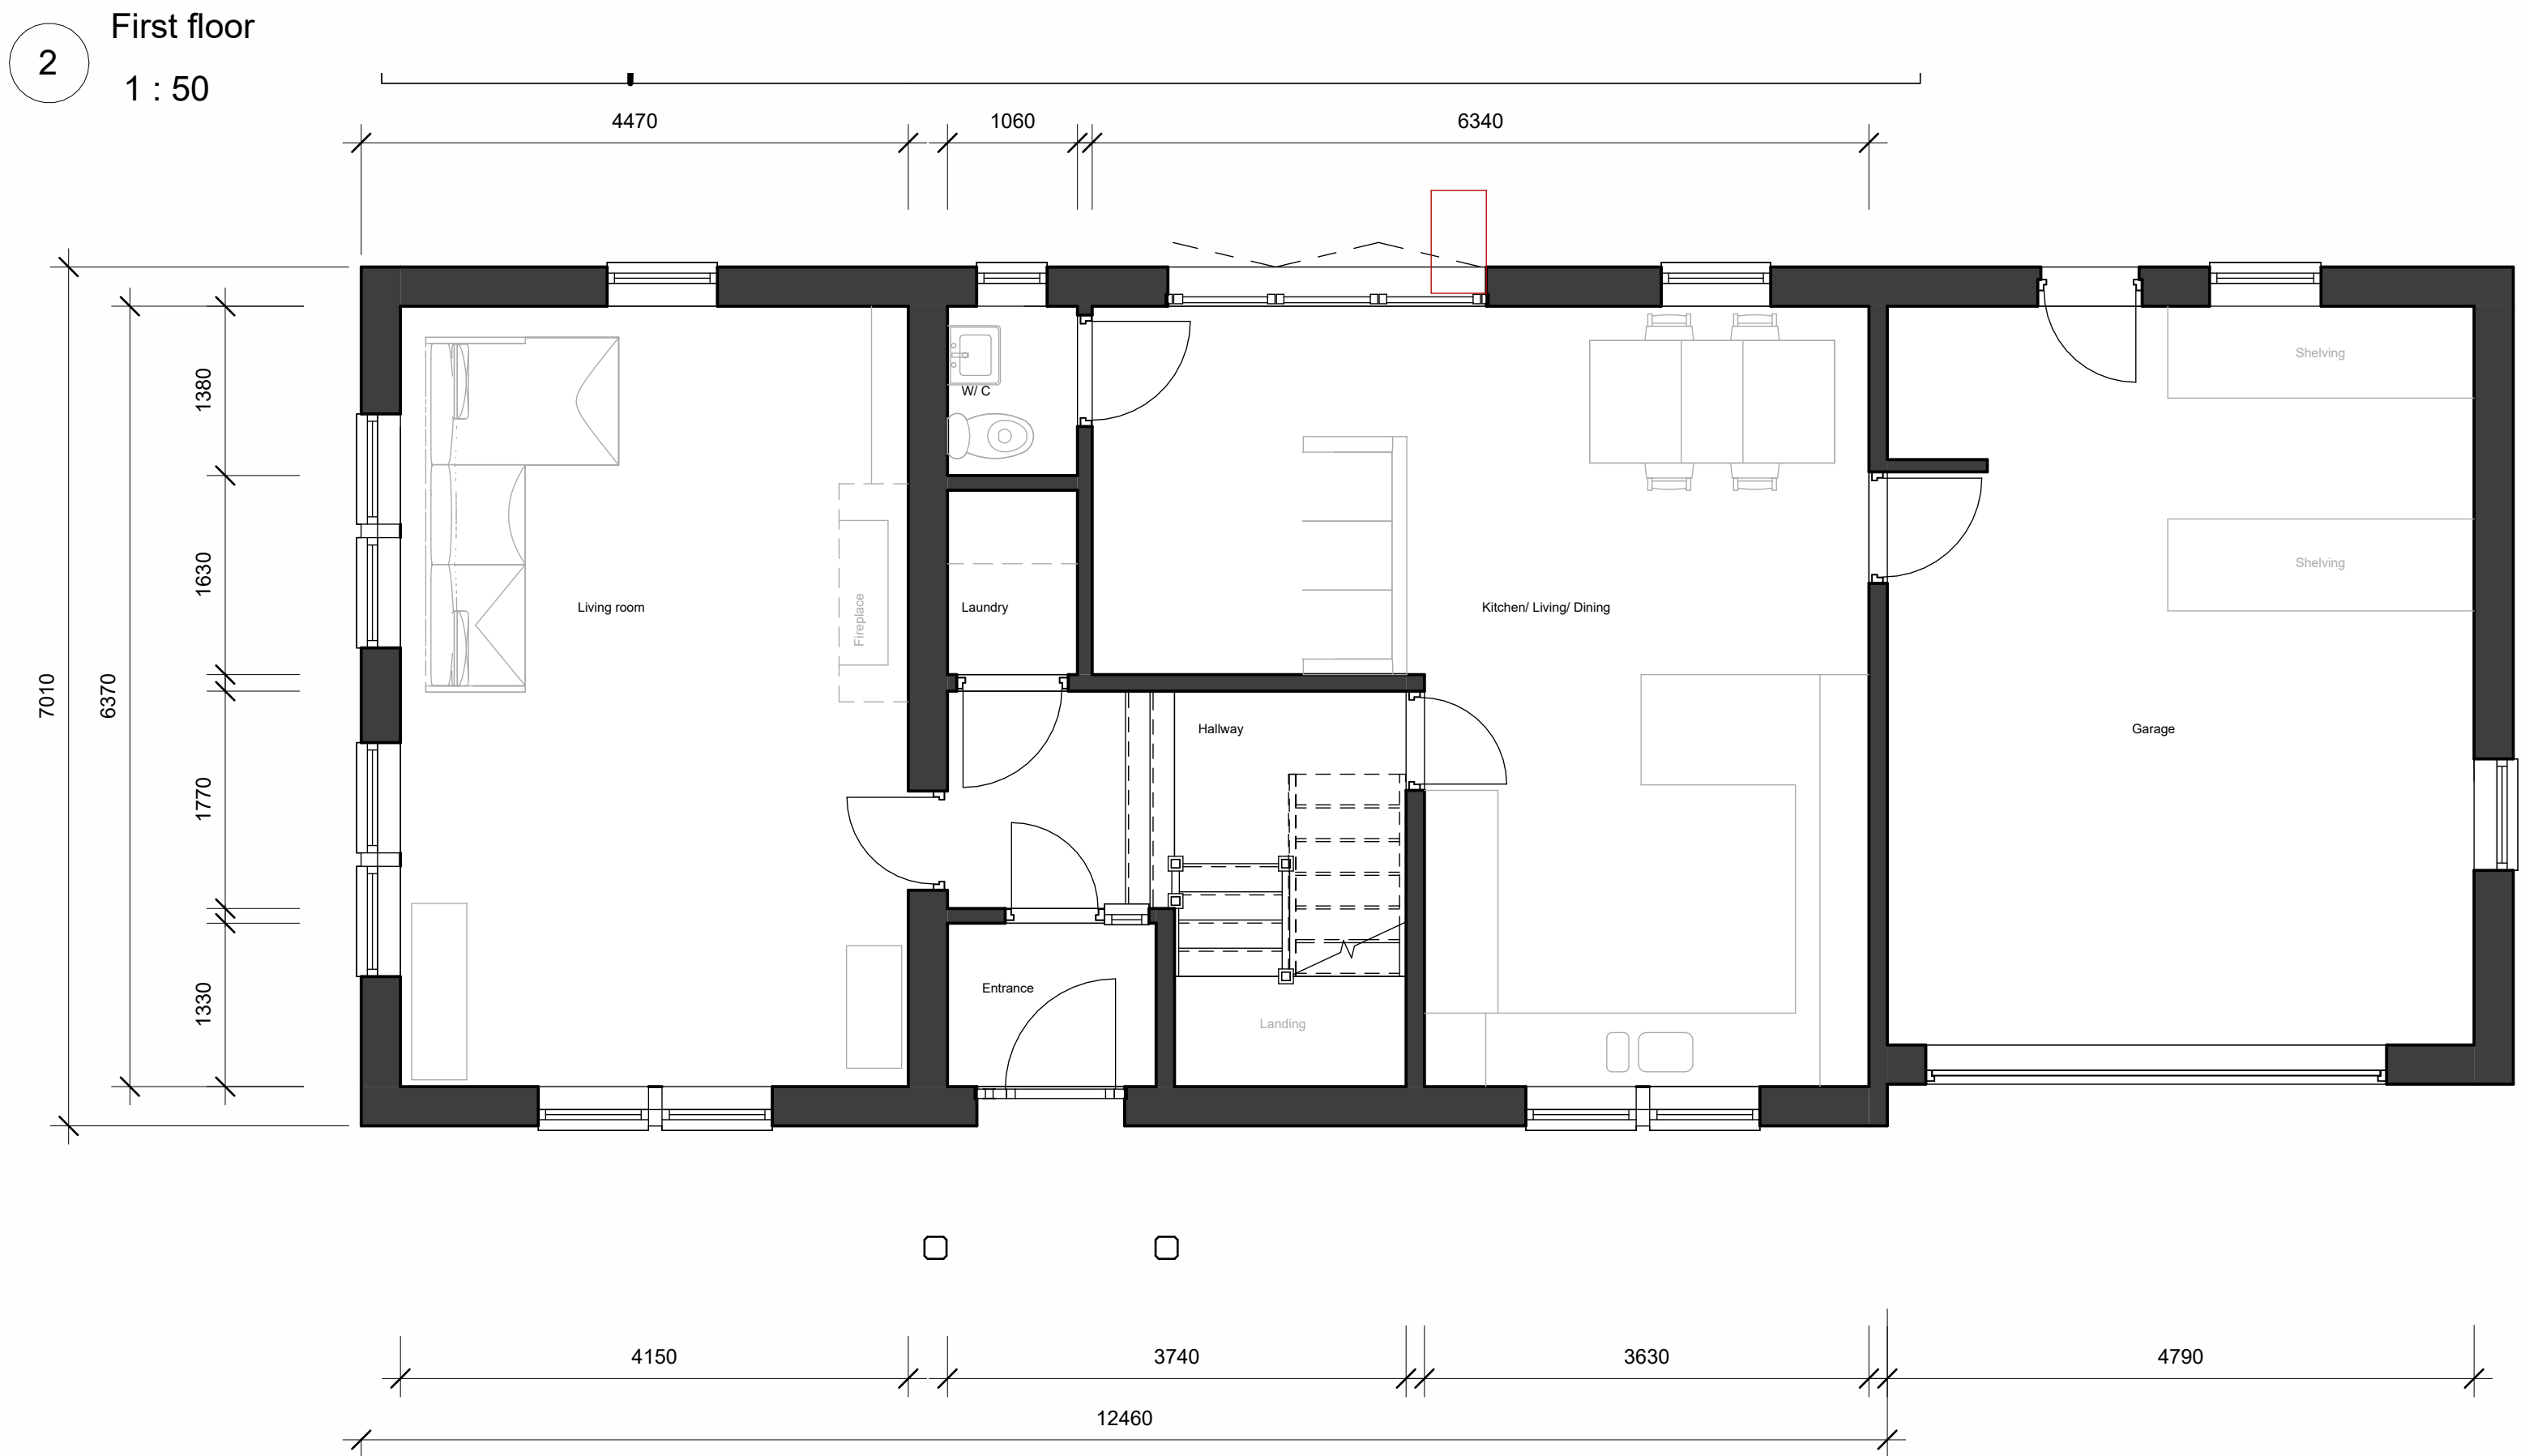 First floor
2
1 : 50
4470
1060
6340
Shelving
1380
W/ C
Shelving
1630
Living room
Fireplace
Laundry
Kitchen/ Living/ Dining
7010
6370
Hallway
Garage
1770
Entrance
1330
Landing
4150
3740
3630
4790
12460